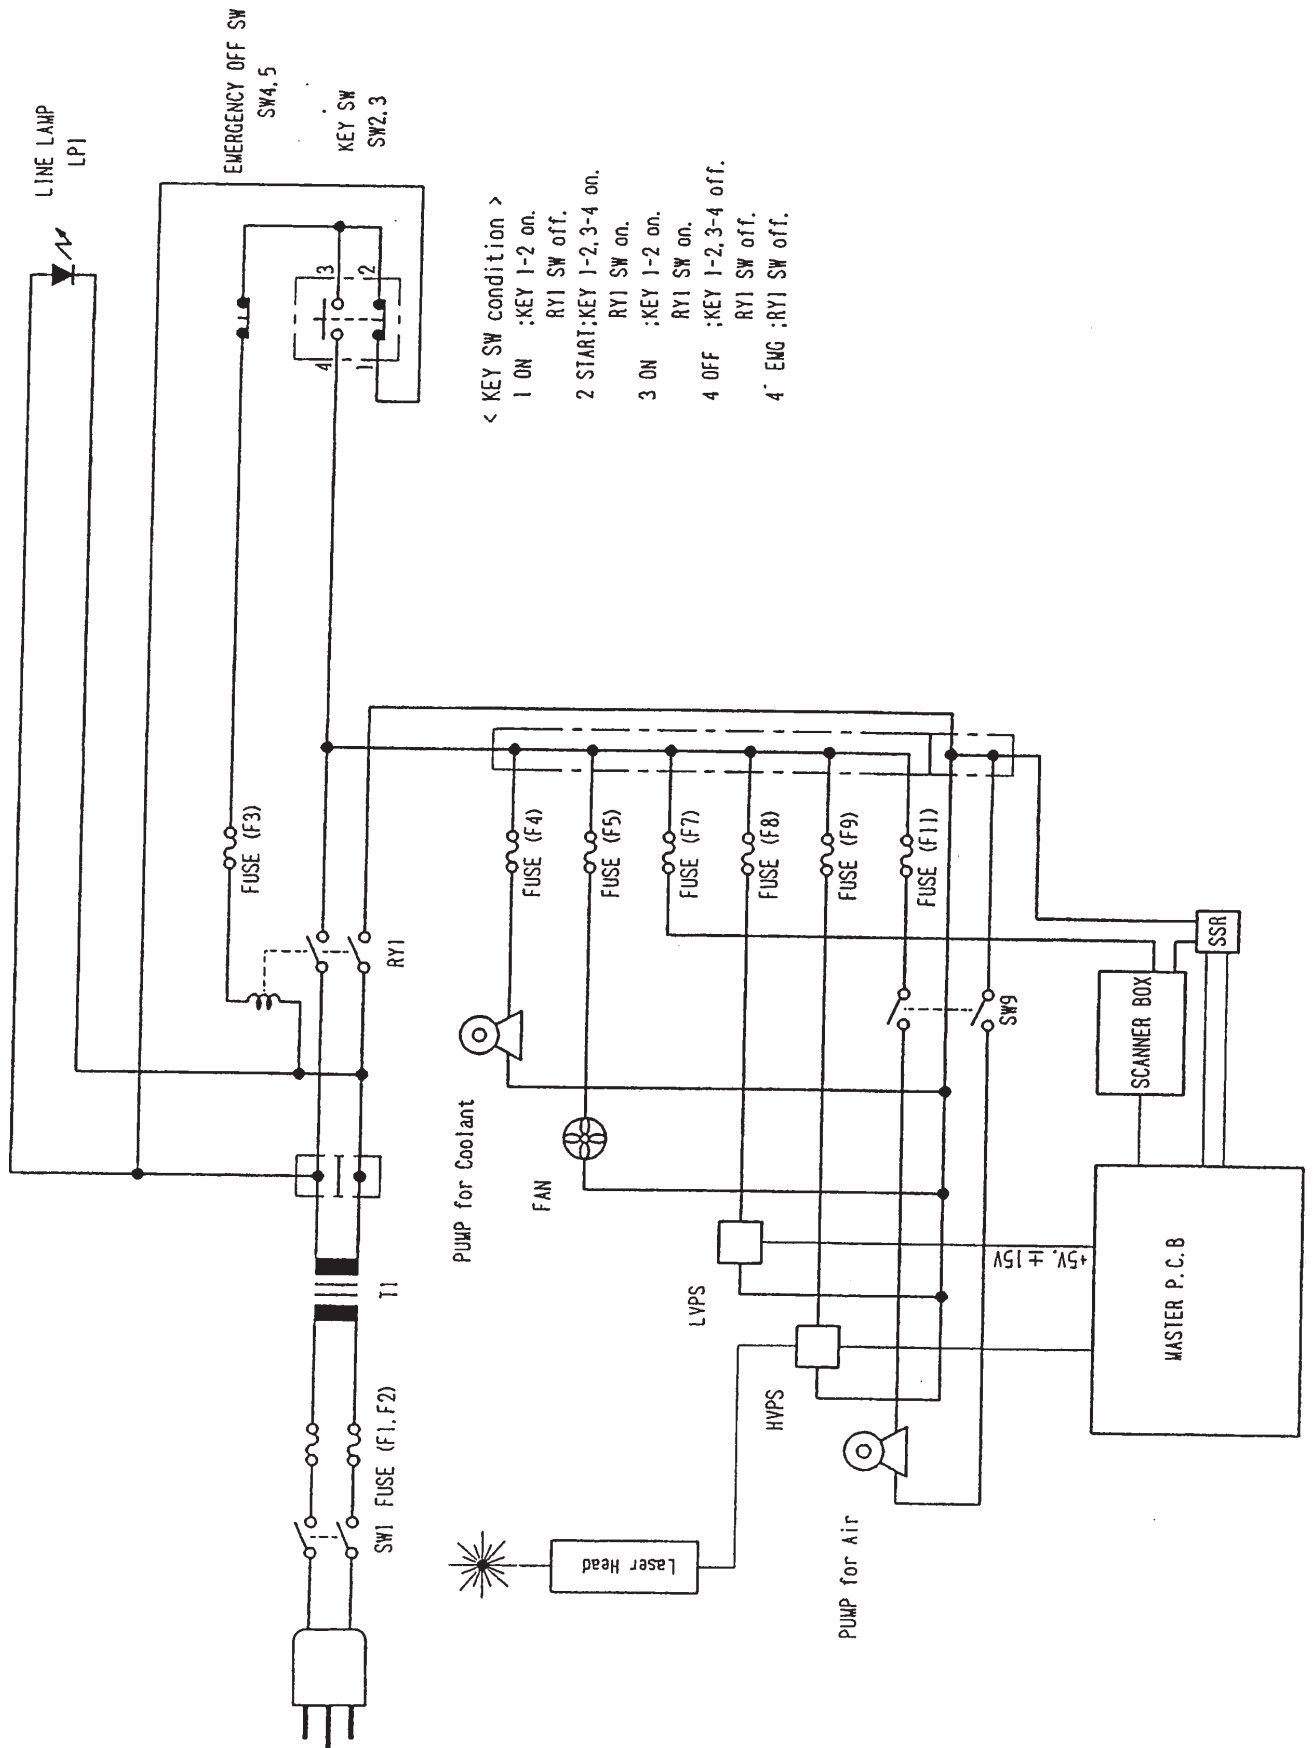 LINE LAMP
LP1
EMERGENCY OFF SW
SW4, 5
KEY SW
SW2, 3
4
3
1
2
< KEY SW condition >
1 ON :KEY 1-2 on.
RY1 SW off.
2 START;KEY 1-2, 3-4 on.
RY1 SW on.
3 ON :KEY 1-2 on.
RY1 SW on.
4 OFF :KEY 1-2, 3-4 off.
RY1 SW off.
4' EMG :RY1 SW off.
FUSE (F3)
RY1
T1
SW1 FUSE (F1, F2)
PUMP for Coolant
FUSE (F4)
FAN
FUSE (F5)
FUSE (F7)
LVPS
FUSE (F8)
HVPS
FUSE (F9)
PUMP for Air
FUSE (F11)
SW9
Laser Head
+5V, ±15V
SCANNER BOX
SSR
MASTER P. C. B